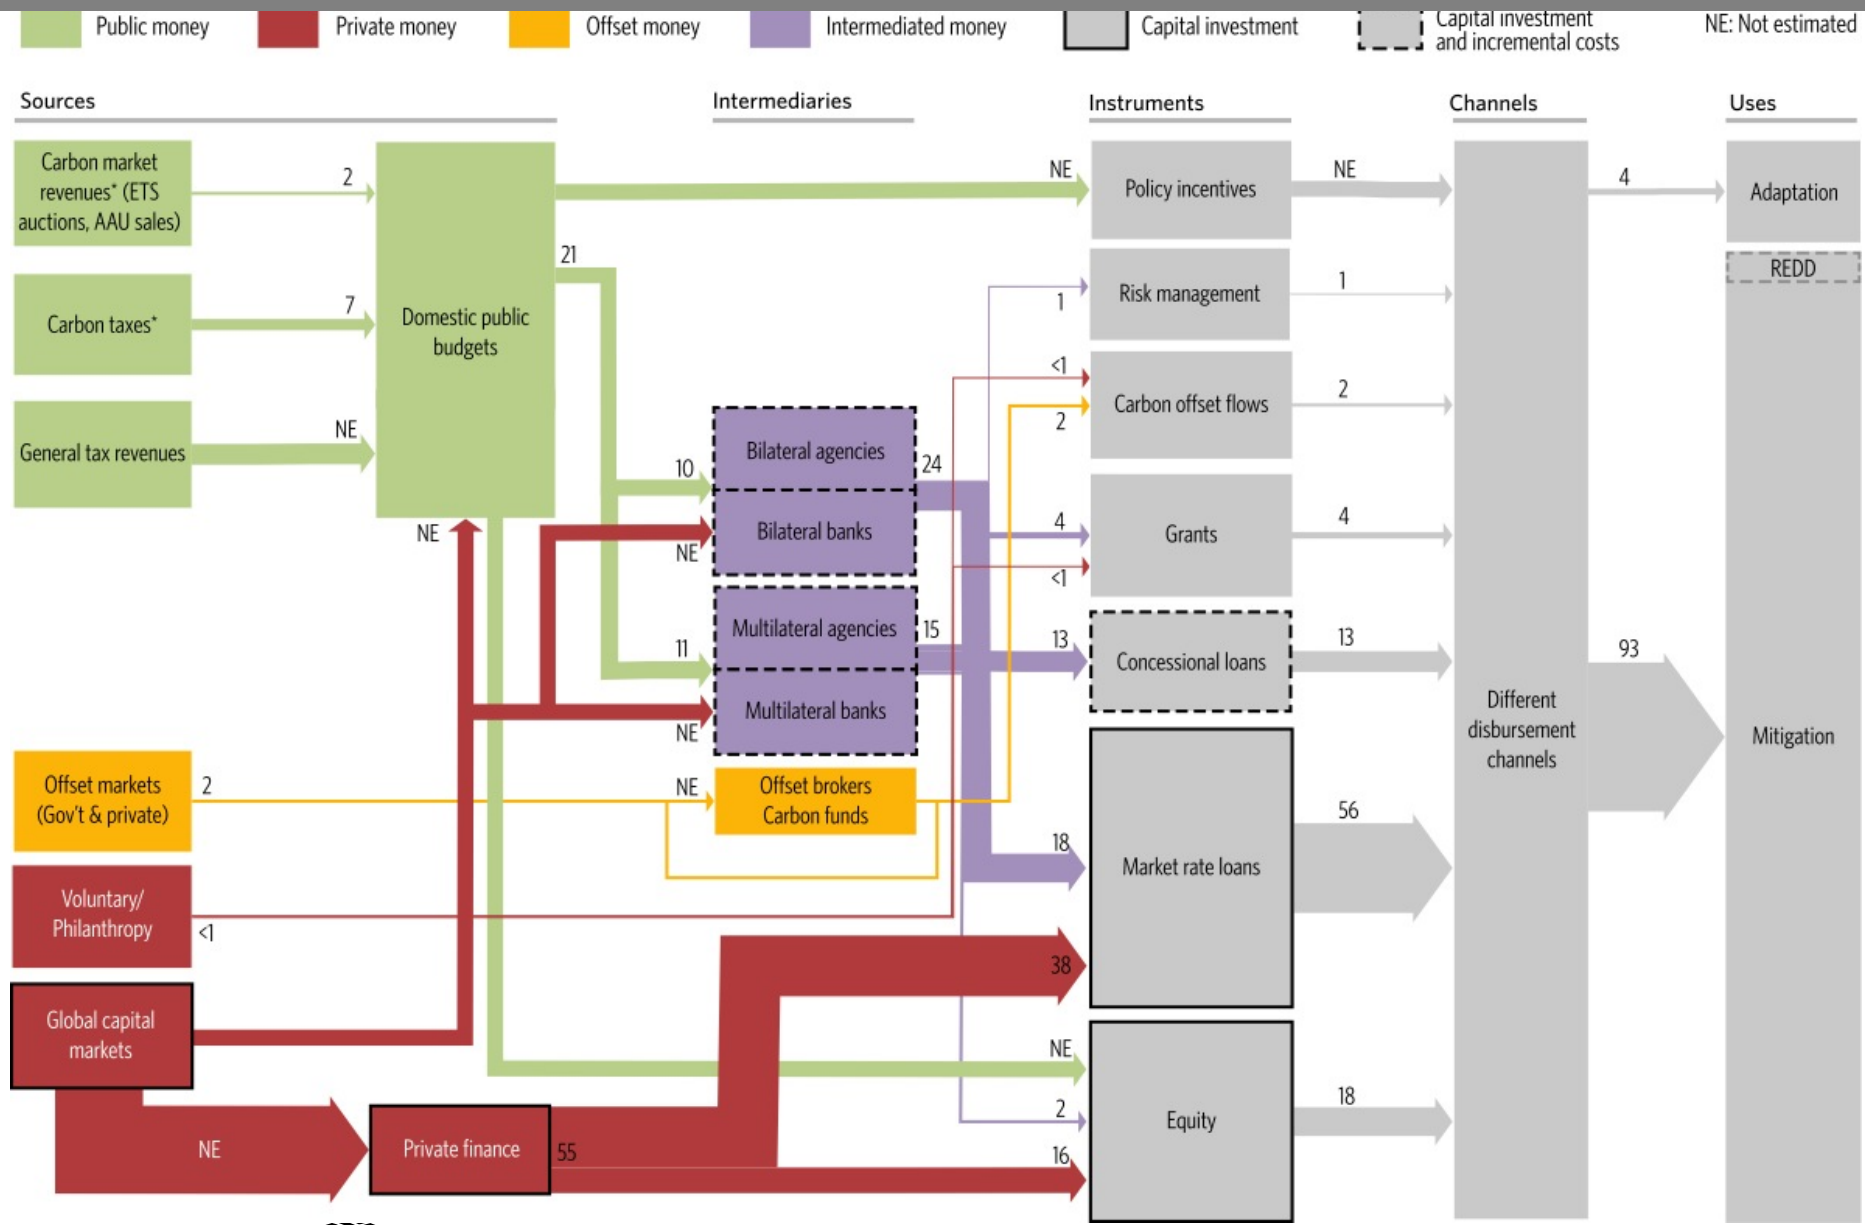 Public money
Private money
Offset money
Intermediated money
Capital investment
Capital investment
and incremental costs
NE: Not estimated
Sources
Intermediaries
Instruments
Channels
Uses
Carbon market
revenues* (ETS
auctions, AAU sales)
2
Carbon taxes*
7
General tax revenues
NE
Domestic public
budgets
21
NE
Offset markets
(Gov't & private)
2
Voluntary/
Philanthropy
<1
Global capital
markets
NE
Private finance
55
10
NE
11
NE
NE
Bilateral agencies
Bilateral banks
24
Multilateral agencies
Multilateral banks
15
Offset brokers
Carbon funds
NE
1
<1
2
4
<1
13
18
38
NE
2
16
Policy incentives
NE
Risk management
1
Carbon offset flows
2
Grants
4
Concessional loans
13
Market rate loans
56
Equity
18
Different
disbursement
channels
4
93
Adaptation
REDD
Mitigation